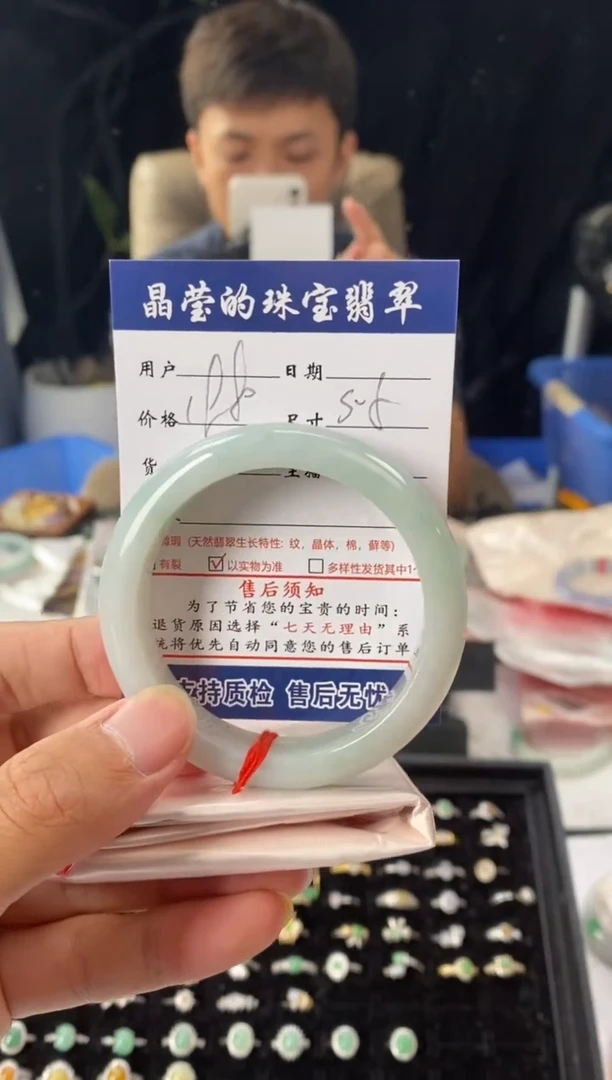 晶莹的珠宝翡翠
用户 日期
价格 尺寸
货
瑕 (天然翡翠生长特性: 纹, 晶体, 棉, 藓等)
有裂 ☑以实物为准 □多样性发货其中1
售后须知
为了节省您的宝贵的时间:
退货原因选择“七天无理由”系
统将优先自动同意您的售后订单
支持质检 售后无忧